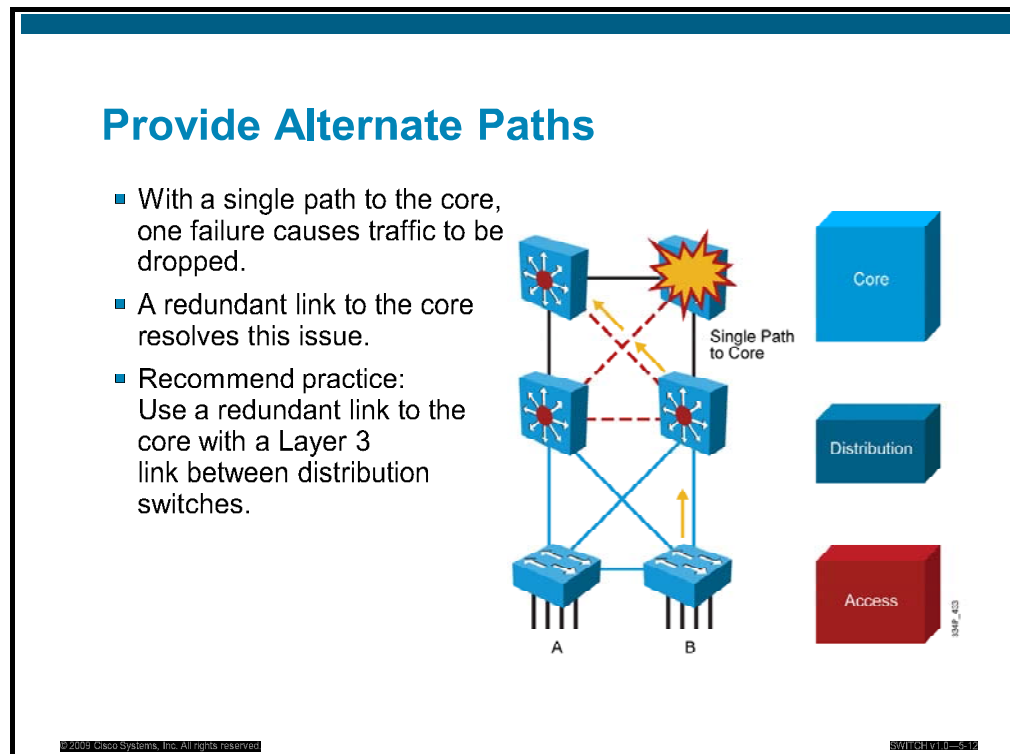 Provide Alternate Paths
With a single path to the core,
one failure causes traffic to be
dropped.
A redundant link to the core
resolves this issue.
Recommend practice:
Use a redundant link to the
core with a Layer 3
link between distribution
switches.
Single Path
to Core
A
B
Core
Distribution
Access
© 2009 Cisco Systems, Inc. All rights reserved.
SWITCH v1.0—5-12